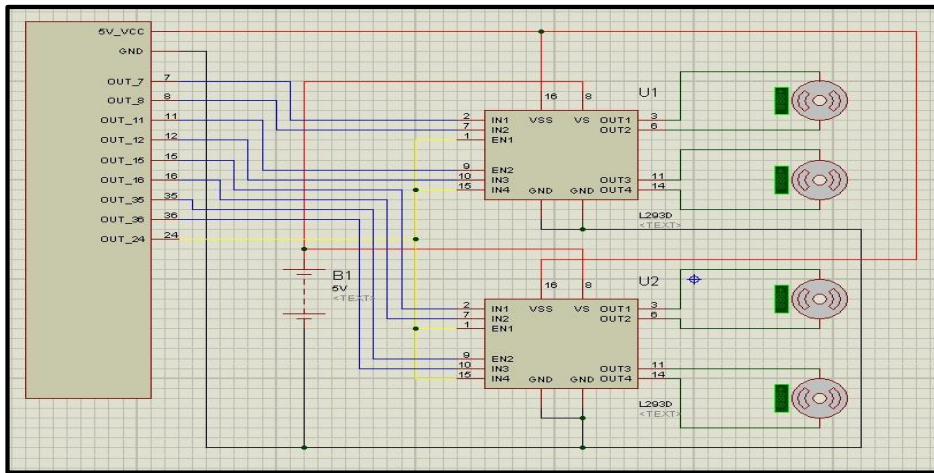 5V_VCC
GND
OUT_7 7
OUT_8 8
OUT_11 11
OUT_12 12
OUT_15 15
OUT_16 16
OUT_35 35
OUT_36 36
OUT_24 24
B1
5V
<TEXT>
U1
16 8
2 IN1 VSS VS OUT1 3
7 IN2 OUT2 6
1 EN1
9 EN2
10 IN3 OUT3 11
15 IN4 OUT4 14
GND GND
L293D
<TEXT>
U2
16 8
2 IN1 VSS VS OUT1 3
7 IN2 OUT2 6
1 EN1
9 EN2
10 IN3 OUT3 11
15 IN4 OUT4 14
GND GND
L293D
<TEXT>